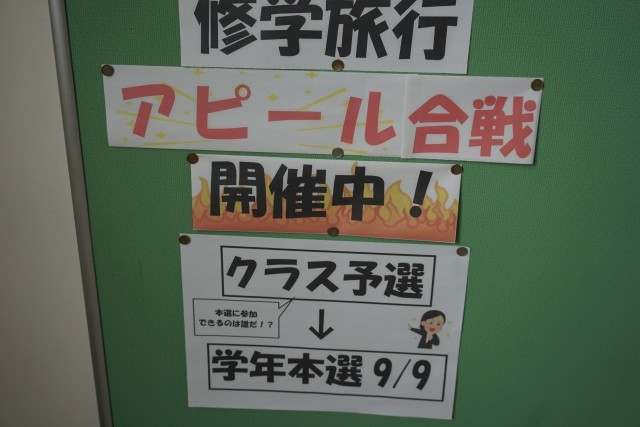 修学旅行
アピール合戦
開催中！
クラス予選
本選に参加
できるのは誰だ！？
↓
学年本選 9/9